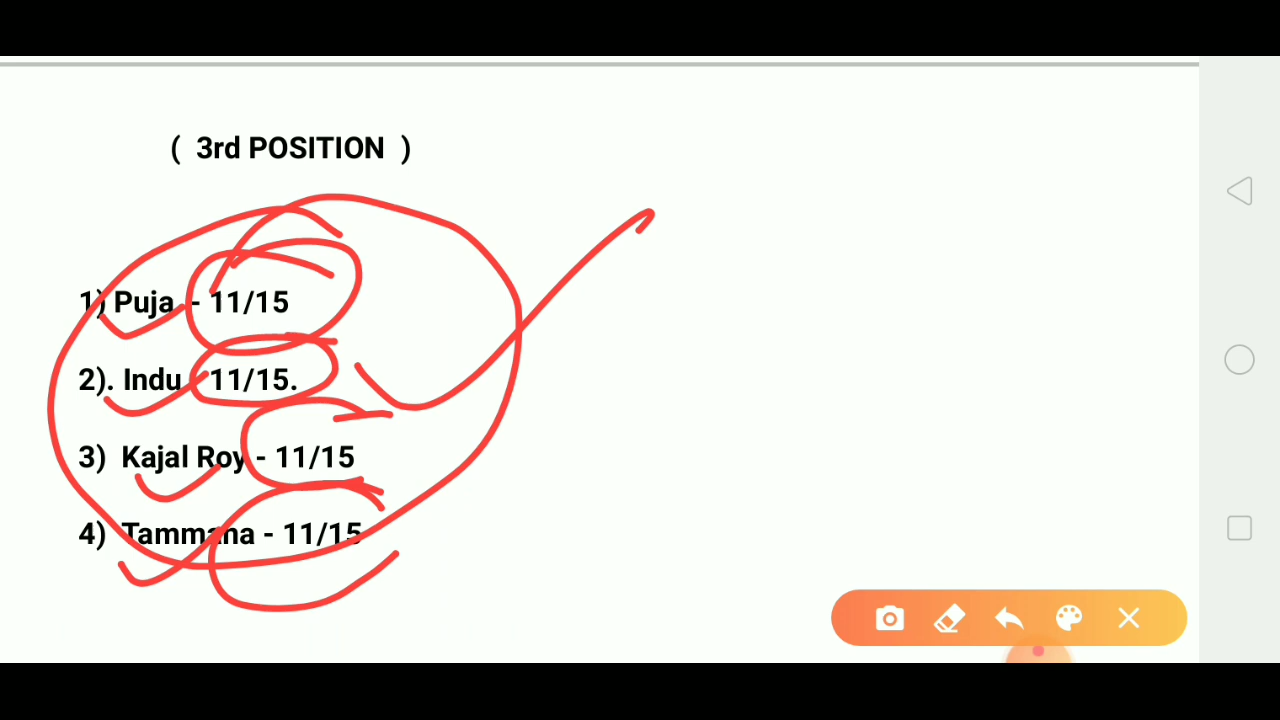 ( 3rd POSITION )
1) Puja - 11/15
2). Indu - 11/15.
3) Kajal Roy - 11/15
4) Tammana - 11/15